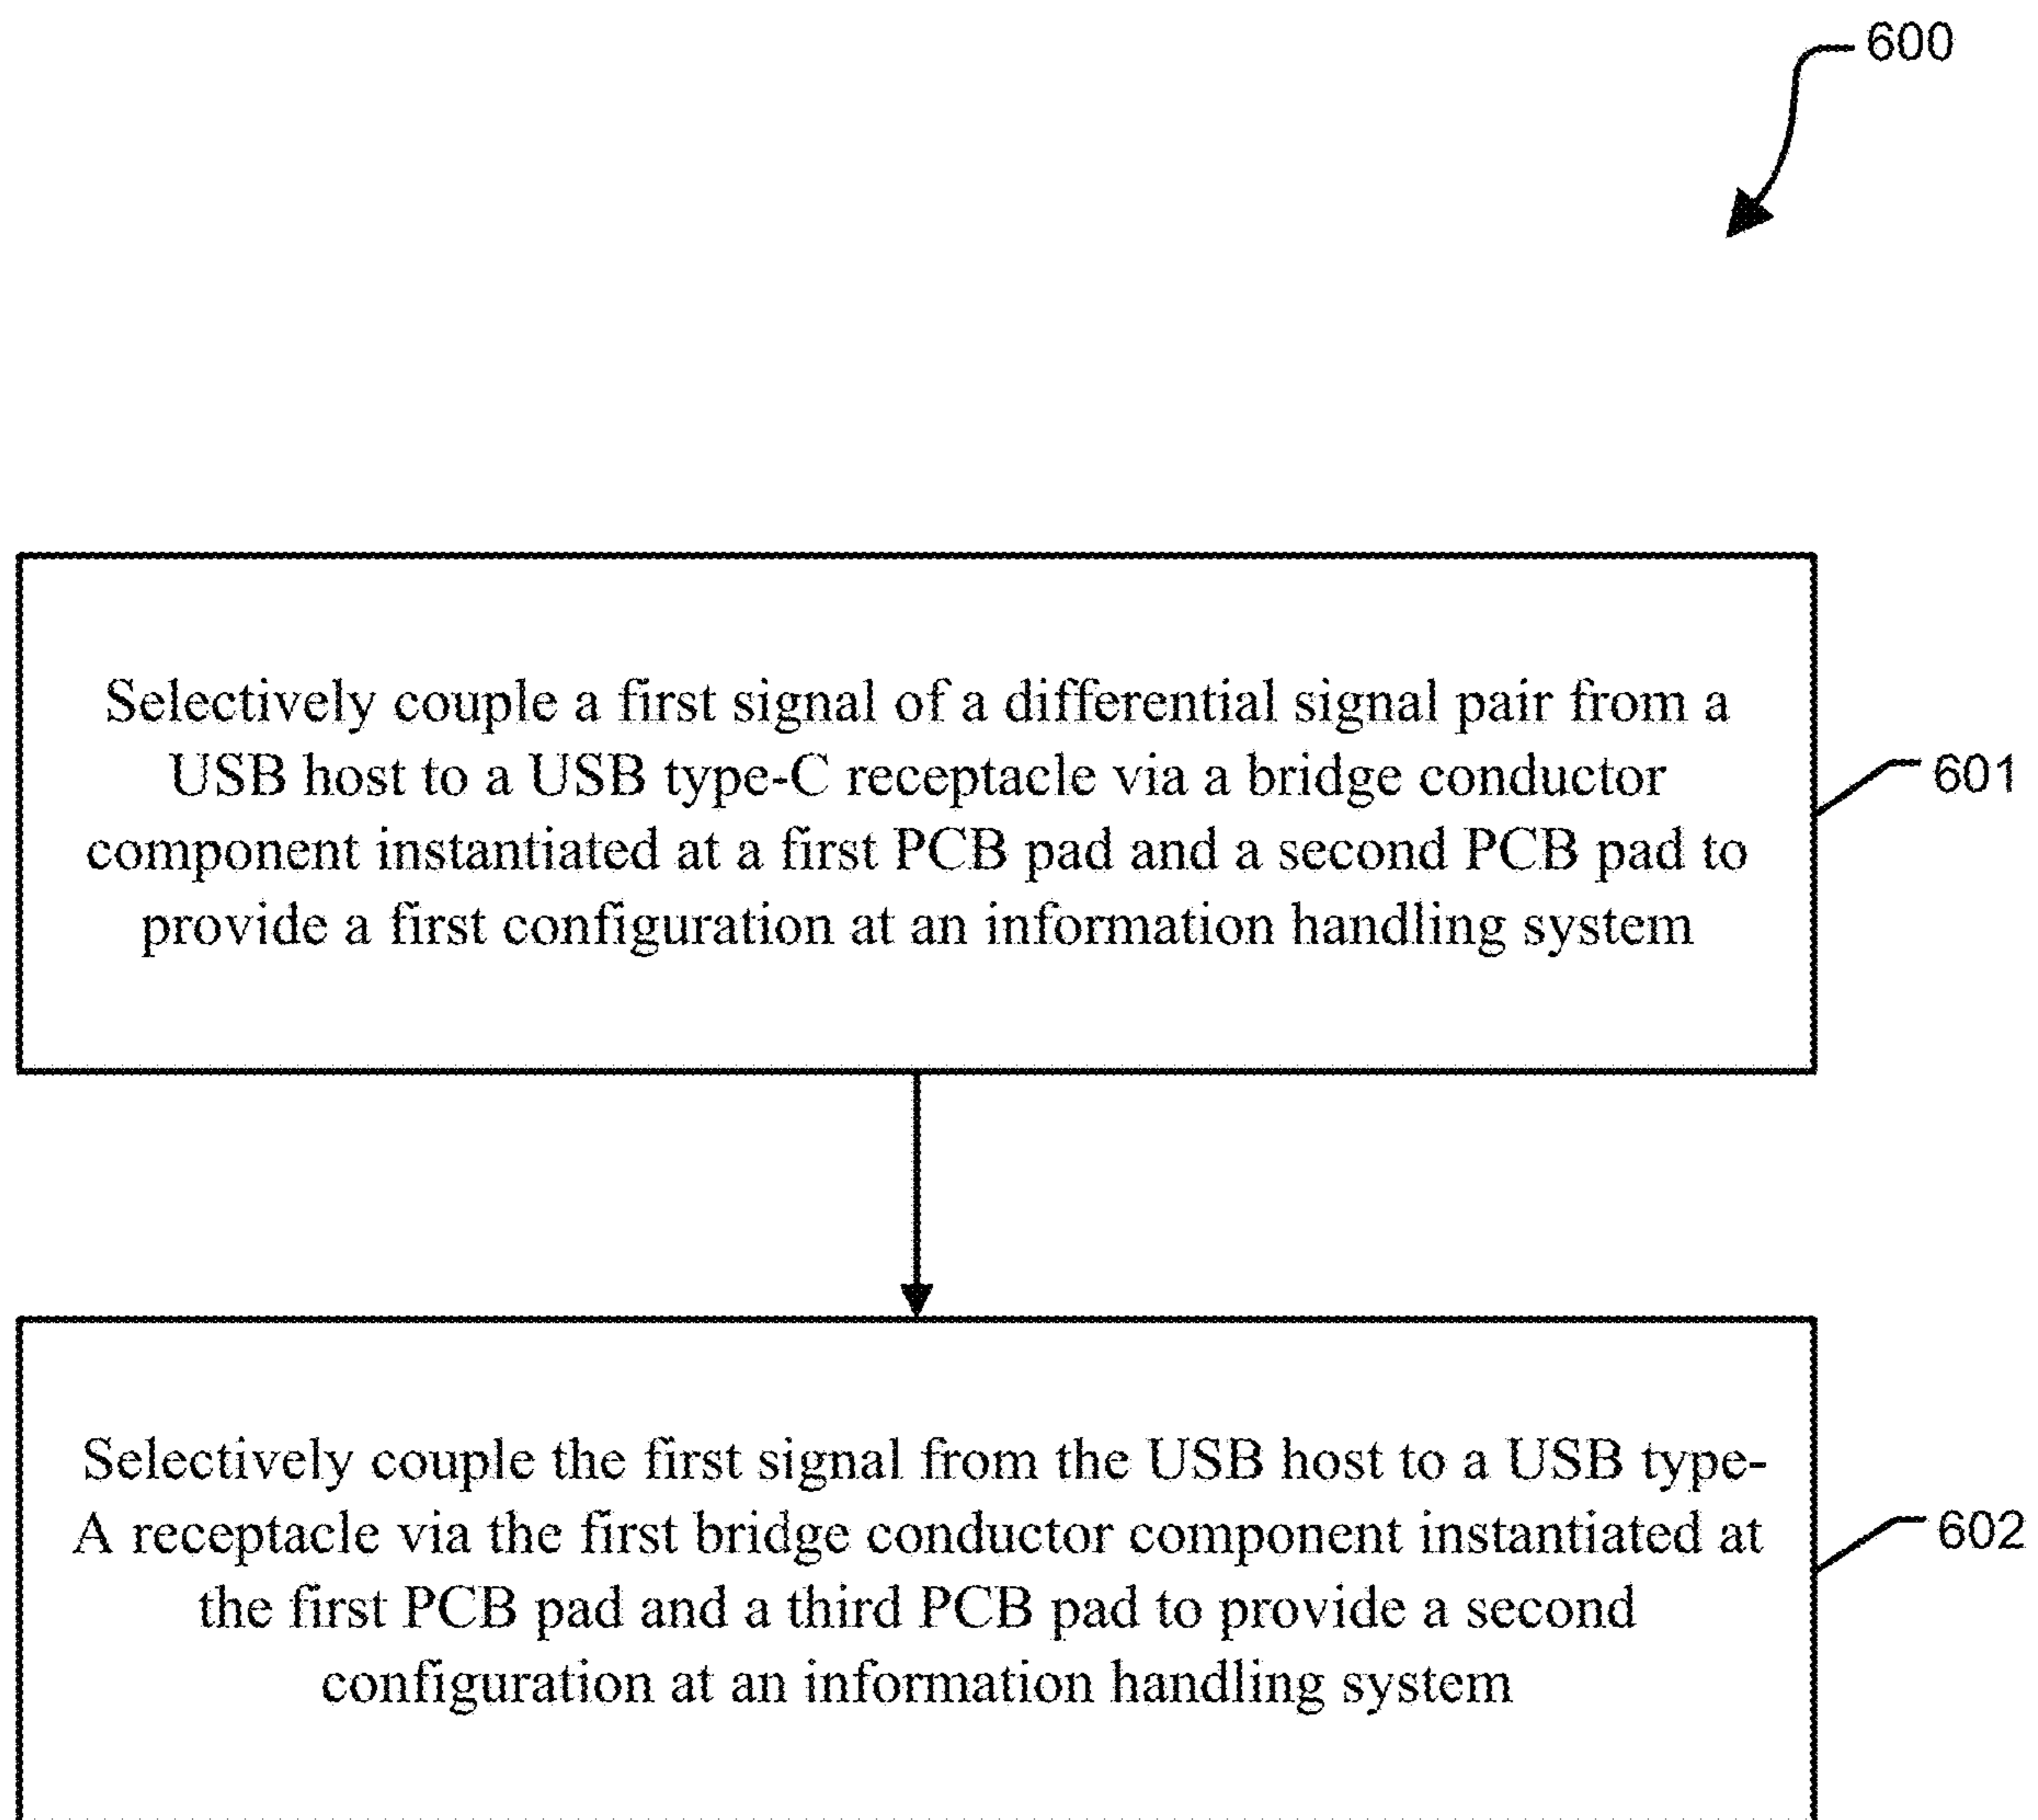 600
Selectively couple a first signal of a differential signal pair from a
USB host to a USB type-C receptacle via a bridge conductor
component instantiated at a first PCB pad and a second PCB pad to
provide a first configuration at an information handling system
601
Selectively couple the first signal from the USB host to a USB type-
A receptacle via the first bridge conductor component instantiated at
the first PCB pad and a third PCB pad to provide a second
configuration at an information handling system
602